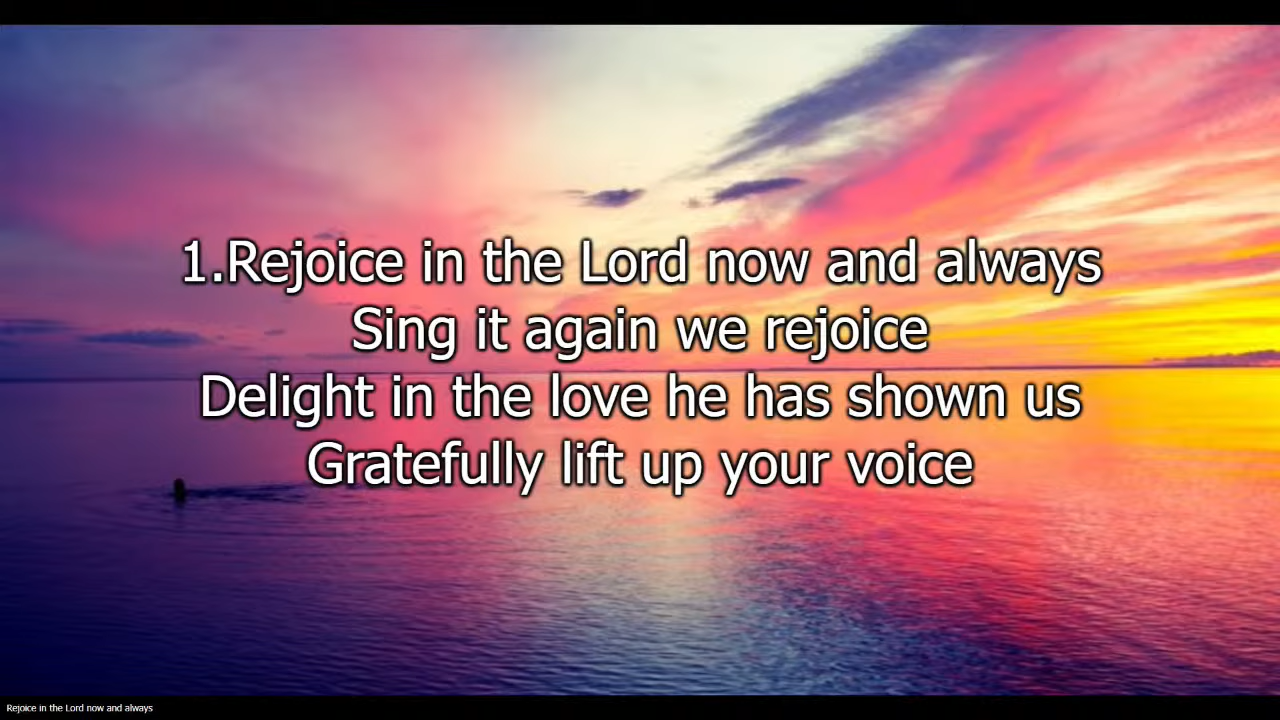 1.Rejoice in the Lord now and always
Sing it again we rejoice
Delight in the love he has shown us
Gratefully lift up your voice
Rejoice in the Lord now and always